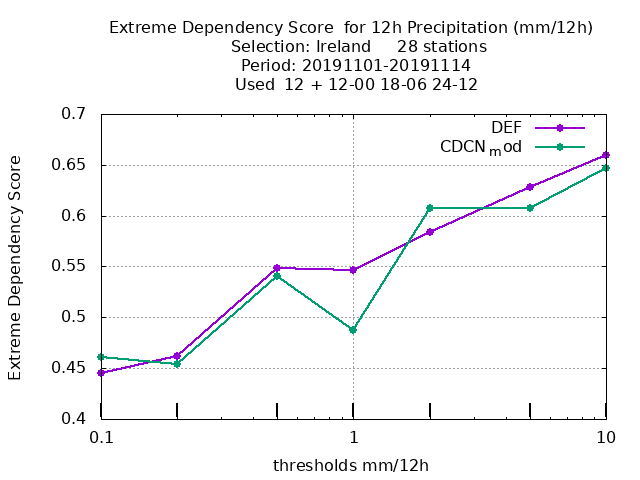 Extreme Dependency Score  for 12h Precipitation (mm/12h)
Selection: Ireland     28 stations
Period: 20191101-20191114
Used  12 + 12-00 18-06 24-12
DEF
CDCNmod
0.7
0.65
0.6
0.55
0.5
0.45
0.4
Extreme Dependency Score
0.1
1
10
thresholds mm/12h